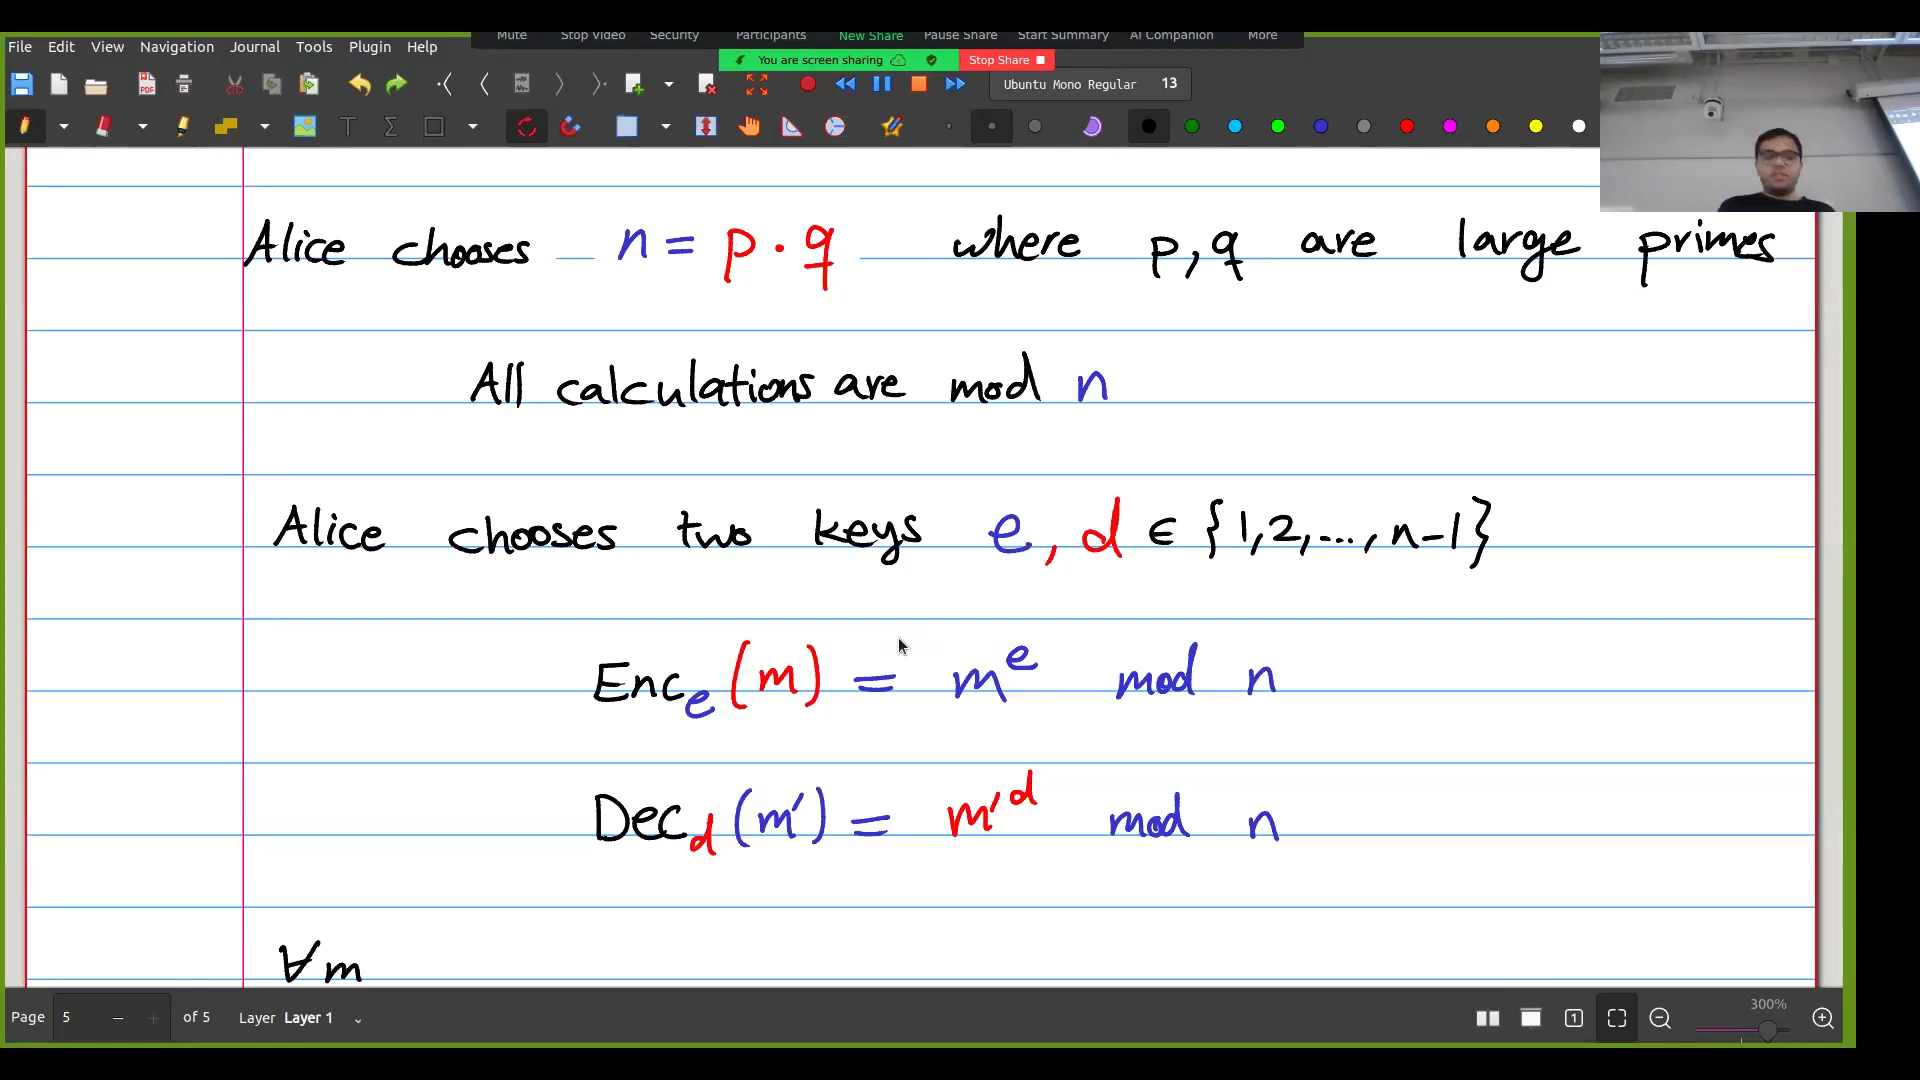 Mute Stop Video Security Participants New Share Pause Share Start Summary AI Companion More
File Edit View Navigation Journal Tools Plugin Help
You are screen sharing Stop Share
PDF Ubuntu Mono Regular 13
Alice chooses n = p · q where p, q are large primes
All calculations are mod n
Alice chooses two keys e, d ∈ {1, 2, ..., n-1}
Enc_e (m) = m^e mod n
Dec_d (m') = m'^d mod n
∀m
Page 5 of 5 Layer Layer 1 1 300%